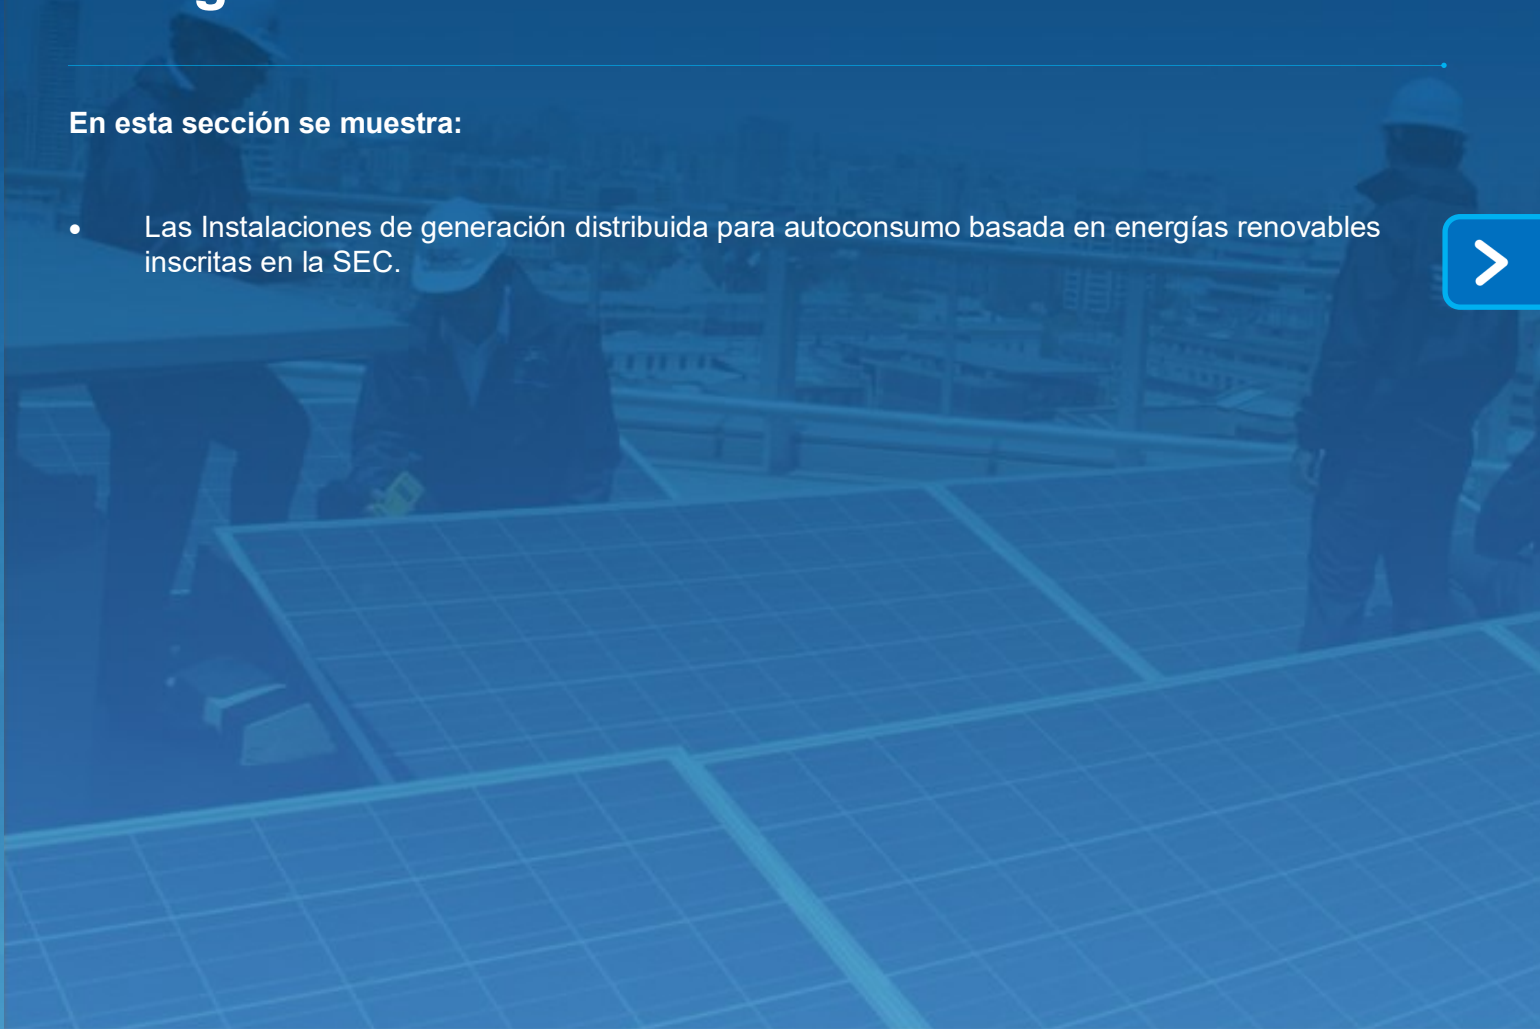 En esta sección se muestra:
• Las Instalaciones de generación distribuida para autoconsumo basada en energías renovables
inscritas en la SEC.